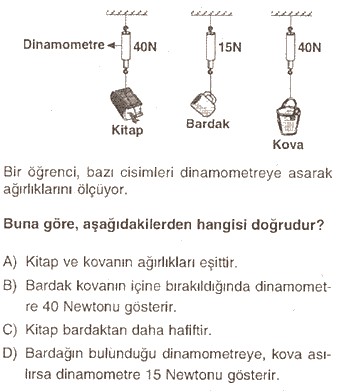 Dinamometre 40N 15N 40N
Kitap
Bardak
Kova
Bir öğrenci, bazı cisimleri dinamometreye asarak
ağırlıklarını ölçüyor.
Buna göre, aşağıdakilerden hangisi doğrudur?
A) Kitap ve kovanın ağırlıkları eşittir.
B) Bardak kovanın içine bırakıldığında dinamomet-
re 40 Newtonu gösterir.
C) Kitap bardaktan daha hafiftir.
D) Bardağın bulunduğu dinamometreye, kova ası-
lırsa dinamometre 15 Newtonu gösterir.